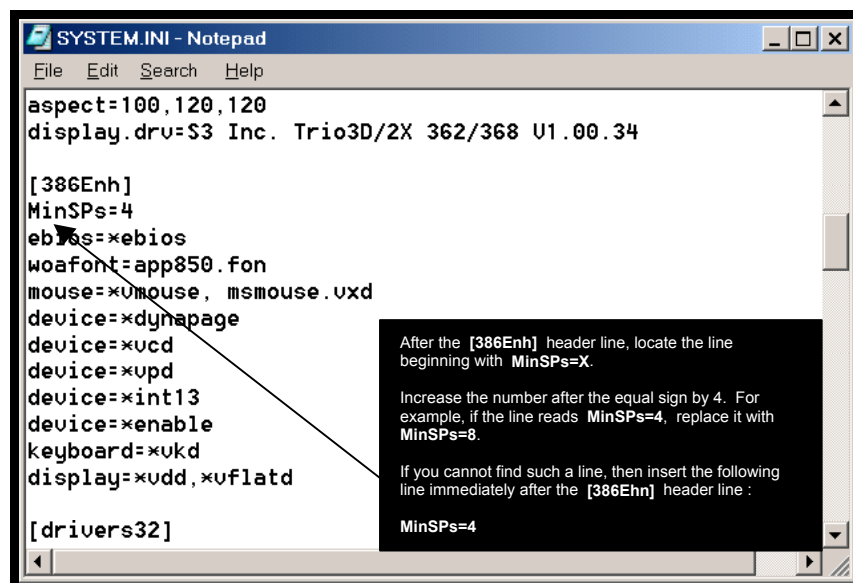 SYSTEM.INI - Notepad
File Edit Search Help
aspect=100,120,120
display.drv=S3 Inc. Trio3D/2X 362/368 V1.00.34
[386Enh]
MinSPs=4
ebios=*ebios
woafont=app850.fon
mouse=*vmouse, msmouse.vxd
device=*dynapage
device=*vcd
device=*vpd
device=*int13
device=*enable
keyboard=*vkd
display=*vdd,*vflatd
[drivers32]
After the [386Enh] header line, locate the line
beginning with MinSPs=X.
Increase the number after the equal sign by 4. For
example, if the line reads MinSPs=4, replace it with
MinSPs=8.
If you cannot find such a line, then insert the following
line immediately after the [386Ehn] header line :
MinSPs=4